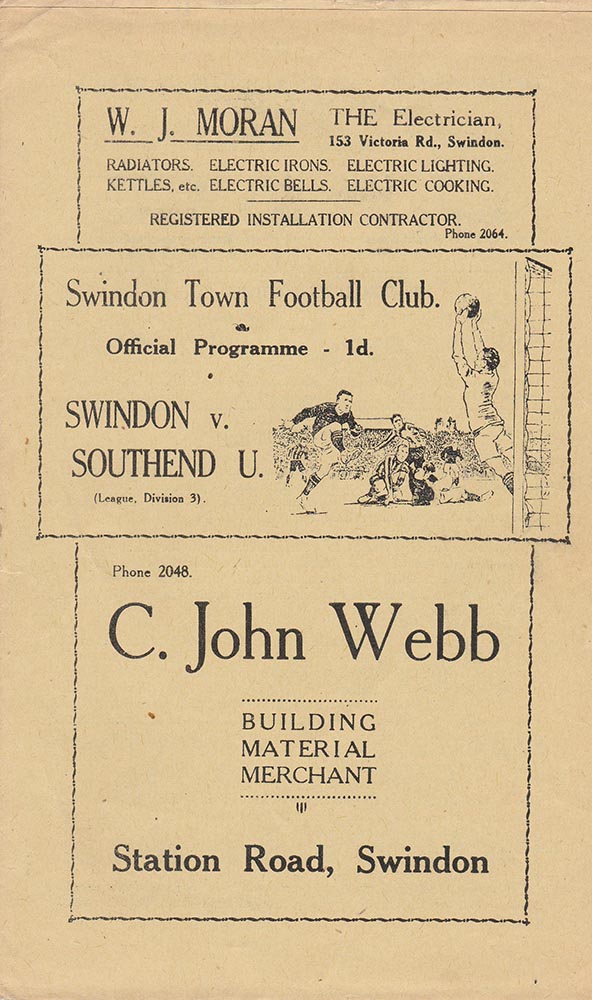 W. J. MORAN THE Electrician,
153 Victoria Rd., Swindon.
RADIATORS. ELECTRIC IRONS. ELECTRIC LIGHTING.
KETTLES, etc. ELECTRIC BELLS. ELECTRIC COOKING.
REGISTERED INSTALLATION CONTRACTOR.
Phone 2064.
Swindon Town Football Club.
Official Programme - 1d.
SWINDON v.
SOUTHEND U.
(League, Division 3).
Phone 2048.
C. John Webb
BUILDING
MATERIAL
MERCHANT
Station Road, Swindon